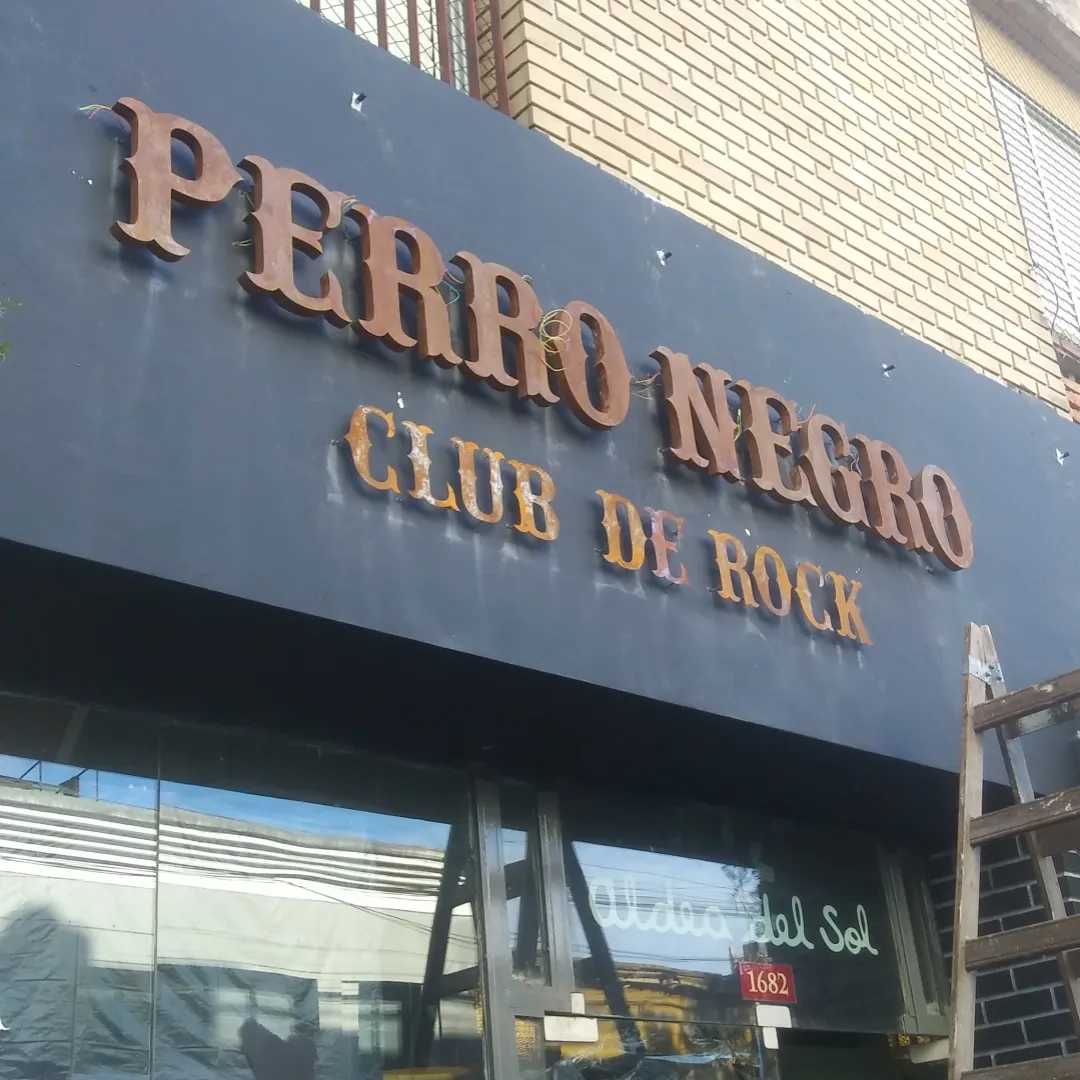 PERRO NEGRO
CLUB DE ROCK
aldea del Sol
1682